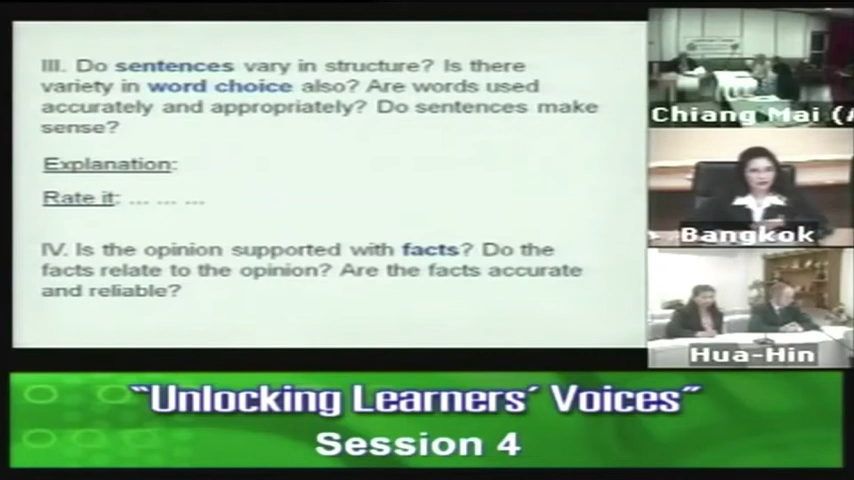 III. Do sentences vary in structure? Is there
variety in word choice also? Are words used
accurately and appropriately? Do sentences make
sense?
Explanation:
Rate it: ... ... ...
IV. Is the opinion supported with facts? Do the
facts relate to the opinion? Are the facts accurate
and reliable?
Chiang Mai (
Bangkok
Hua-Hin
"Unlocking Learners´ Voices"
Session 4